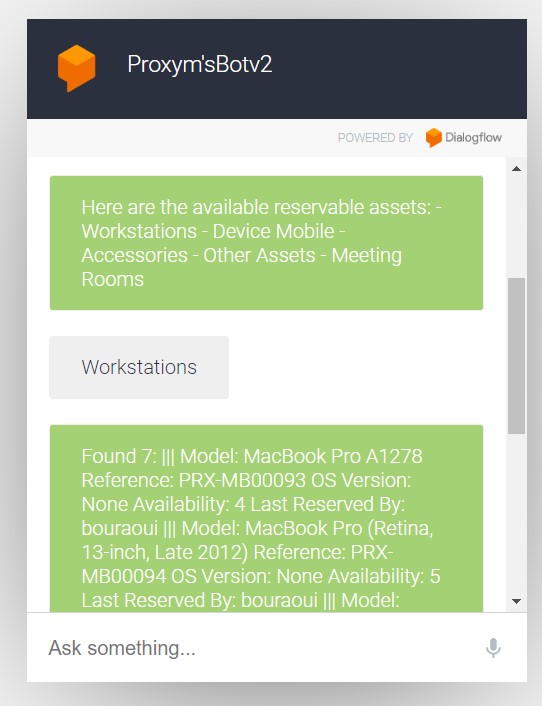 Proxym'sBotv2
POWERED BY Dialogflow
Here are the available reservable assets: -
Workstations - Device Mobile -
Accessories - Other Assets - Meeting
Rooms
Workstations
Found 7: ||| Model: MacBook Pro A1278
Reference: PRX-MB00093 OS Version:
None Availability: 4 Last Reserved By:
bouraoui ||| Model: MacBook Pro (Retina,
13-inch, Late 2012) Reference: PRX-
MB00094 OS Version: None Availability: 5
Last Reserved By: bouraoui ||| Model:
Ask something...